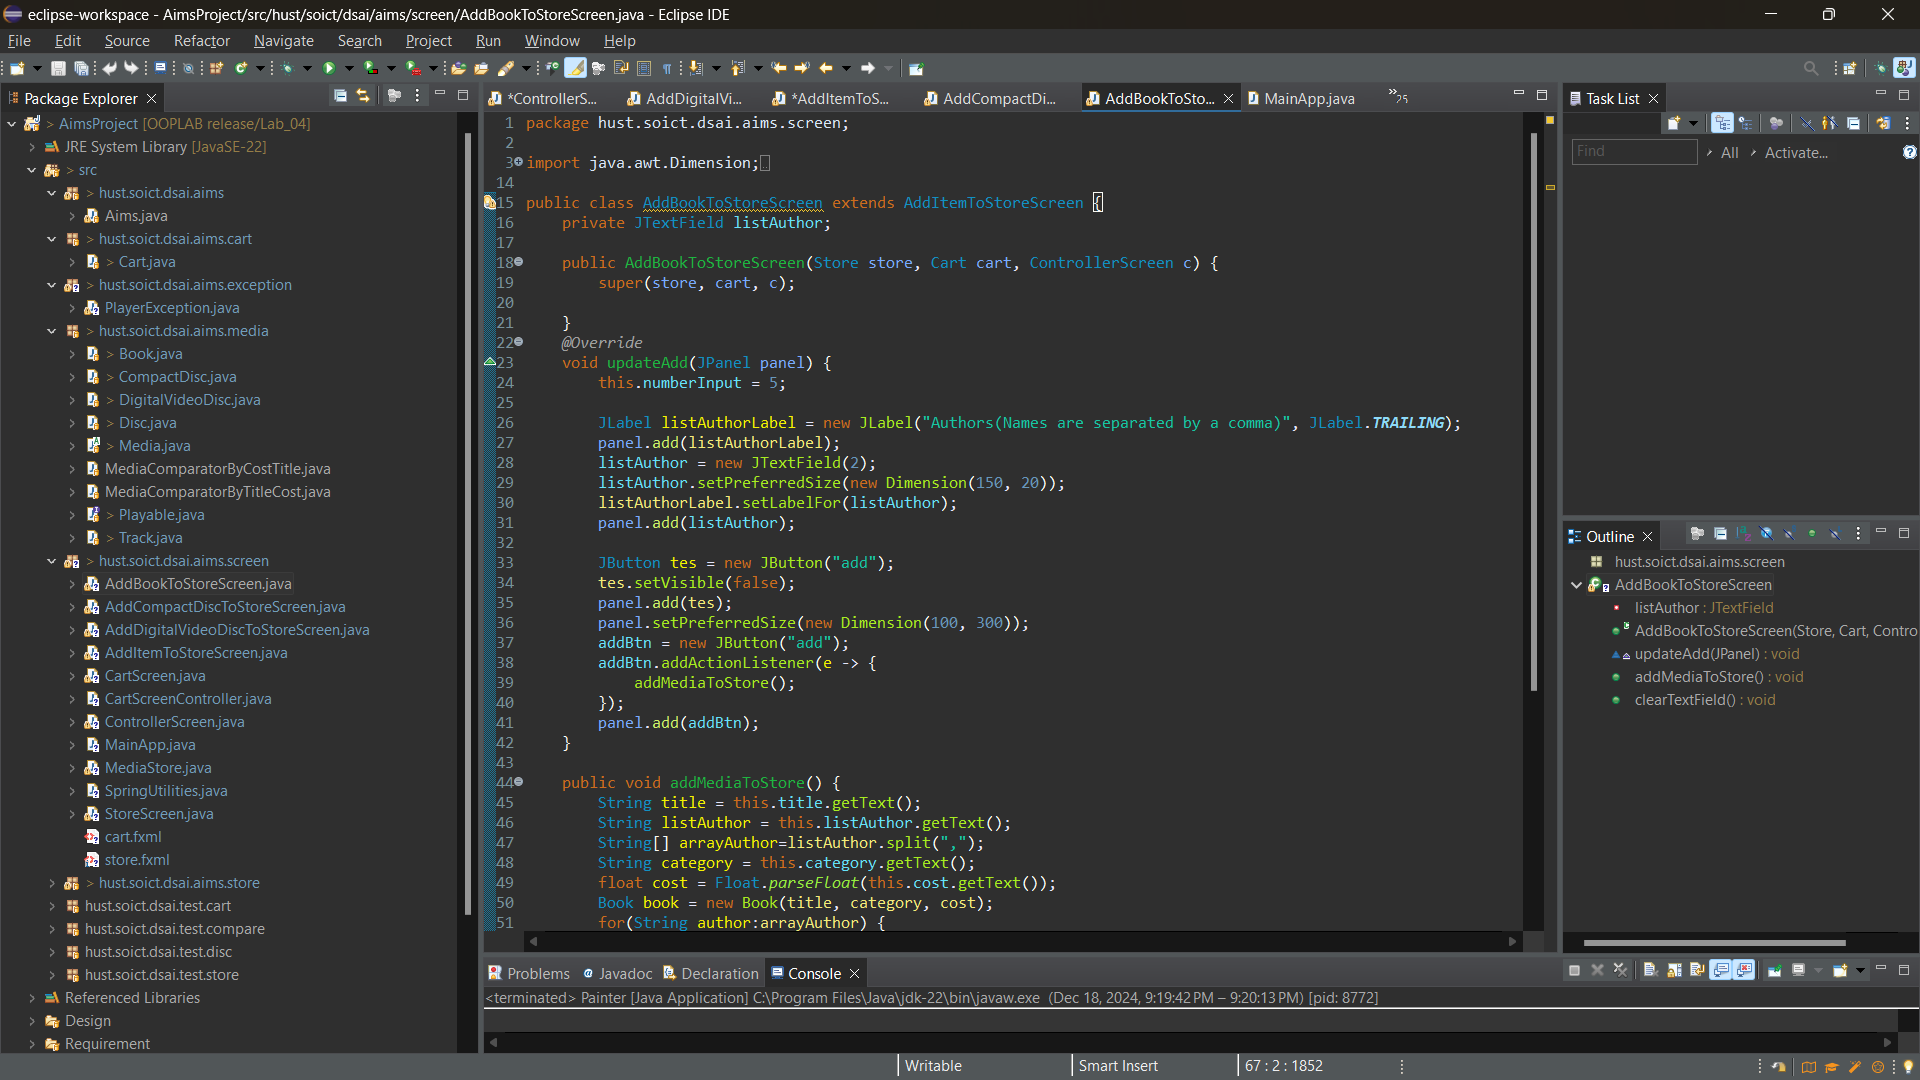 eclipse-workspace - AimsProject/src/hust/soict/dsai/aims/screen/AddBookToStoreScreen.java - Eclipse IDE
File Edit Source Refactor Navigate Search Project Run Window Help
Package Explorer
> AimsProject [OOPLAB release/Lab_04]
JRE System Library [JavaSE-22]
> src
> hust.soict.dsai.aims
Aims.java
> hust.soict.dsai.aims.cart
> Cart.java
> hust.soict.dsai.aims.exception
PlayerException.java
> hust.soict.dsai.aims.media
> Book.java
> CompactDisc.java
> DigitalVideoDisc.java
> Disc.java
> Media.java
MediaComparatorByCostTitle.java
MediaComparatorByTitleCost.java
> Playable.java
> Track.java
> hust.soict.dsai.aims.screen
AddBookToStoreScreen.java
AddCompactDiscToStoreScreen.java
AddDigitalVideoDiscToStoreScreen.java
AddItemToStoreScreen.java
CartScreen.java
CartScreenController.java
ControllerScreen.java
MainApp.java
MediaStore.java
SpringUtilities.java
StoreScreen.java
cart.fxml
store.fxml
> hust.soict.dsai.aims.store
hust.soict.dsai.test.cart
hust.soict.dsai.test.compare
hust.soict.dsai.test.disc
hust.soict.dsai.test.store
Referenced Libraries
Design
Requirement
*ControllerS... AddDigitalVi... *AddItemToS... AddCompactDi... AddBookToSto... MainApp.java »25
1 package hust.soict.dsai.aims.screen;
2
3 import java.awt.Dimension;
14
15 public class AddBookToStoreScreen extends AddItemToStoreScreen {
16 private JTextField listAuthor;
17
18 public AddBookToStoreScreen(Store store, Cart cart, ControllerScreen c) {
19 super(store, cart, c);
20
21 }
22 @Override
23 void updateAdd(JPanel panel) {
24 this.numberInput = 5;
25
26 JLabel listAuthorLabel = new JLabel("Authors(Names are separated by a comma)", JLabel.TRAILING);
27 panel.add(listAuthorLabel);
28 listAuthor = new JTextField(2);
29 listAuthor.setPreferredSize(new Dimension(150, 20));
30 listAuthorLabel.setLabelFor(listAuthor);
31 panel.add(listAuthor);
32
33 JButton tes = new JButton("add");
34 tes.setVisible(false);
35 panel.add(tes);
36 panel.setPreferredSize(new Dimension(100, 300));
37 addBtn = new JButton("add");
38 addBtn.addActionListener(e -> {
39 addMediaToStore();
40 });
41 panel.add(addBtn);
42 }
43
44 public void addMediaToStore() {
45 String title = this.title.getText();
46 String listAuthor = this.listAuthor.getText();
47 String[] arrayAuthor=listAuthor.split(",");
48 String category = this.category.getText();
49 float cost = Float.parseFloat(this.cost.getText());
50 Book book = new Book(title, category, cost);
51 for(String author:arrayAuthor) {
Task List
Find All Activate...
Outline
hust.soict.dsai.aims.screen
AddBookToStoreScreen
listAuthor : JTextField
AddBookToStoreScreen(Store, Cart, Contro
updateAdd(JPanel) : void
addMediaToStore() : void
clearTextField() : void
Problems Javadoc Declaration Console
<terminated> Painter [Java Application] C:\Program Files\Java\jdk-22\bin\javaw.exe (Dec 18, 2024, 9:19:42 PM – 9:20:13 PM) [pid: 8772]
Writable Smart Insert 67 : 2 : 1852